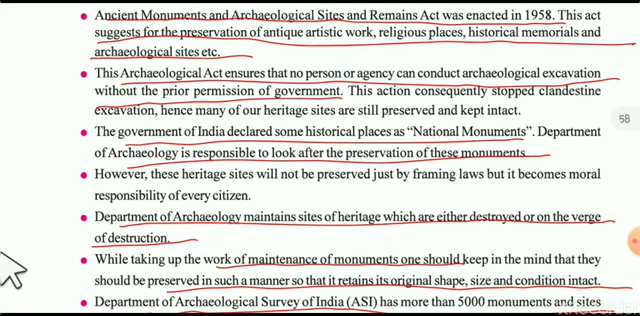 • Ancient Monuments and Archaeological Sites and Remains Act was enacted in 1958. This act
suggests for the preservation of antique artistic work, religious places, historical memorials and
archaeological sites etc.
• This Archaeological Act ensures that no person or agency can conduct archaeological excavation
without the prior permission of government. This action consequently stopped clandestine
excavation, hence many of our heritage sites are still preserved and kept intact.
58
• The government of India declared some historical places as “National Monuments”. Department
of Archaeology is responsible to look after the preservation of these monuments.
• However, these heritage sites will not be preserved just by framing laws but it becomes moral
responsibility of every citizen.
• Department of Archaeology maintains sites of heritage which are either destroyed or on the verge
of destruction.
• While taking up the work of maintenance of monuments one should keep in the mind that they
should be preserved in such a manner so that it retains its original shape, size and condition intact.
• Department of Archaeological Survey of India (ASI) has more than 5000 monuments and sites